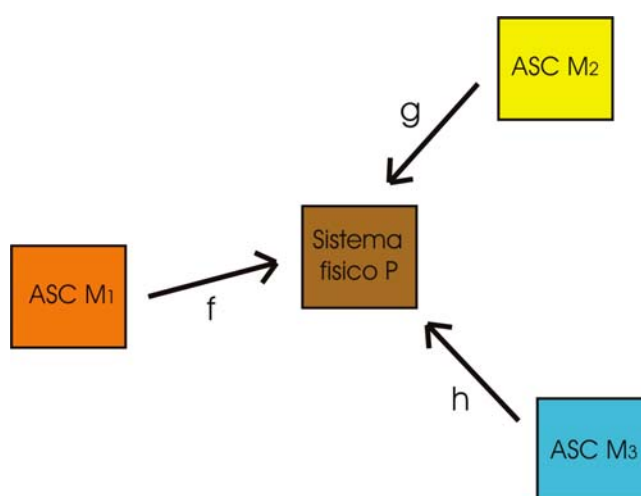 ASC M2
g
Sistema
fisico P
ASC M1
f
h
ASC M3